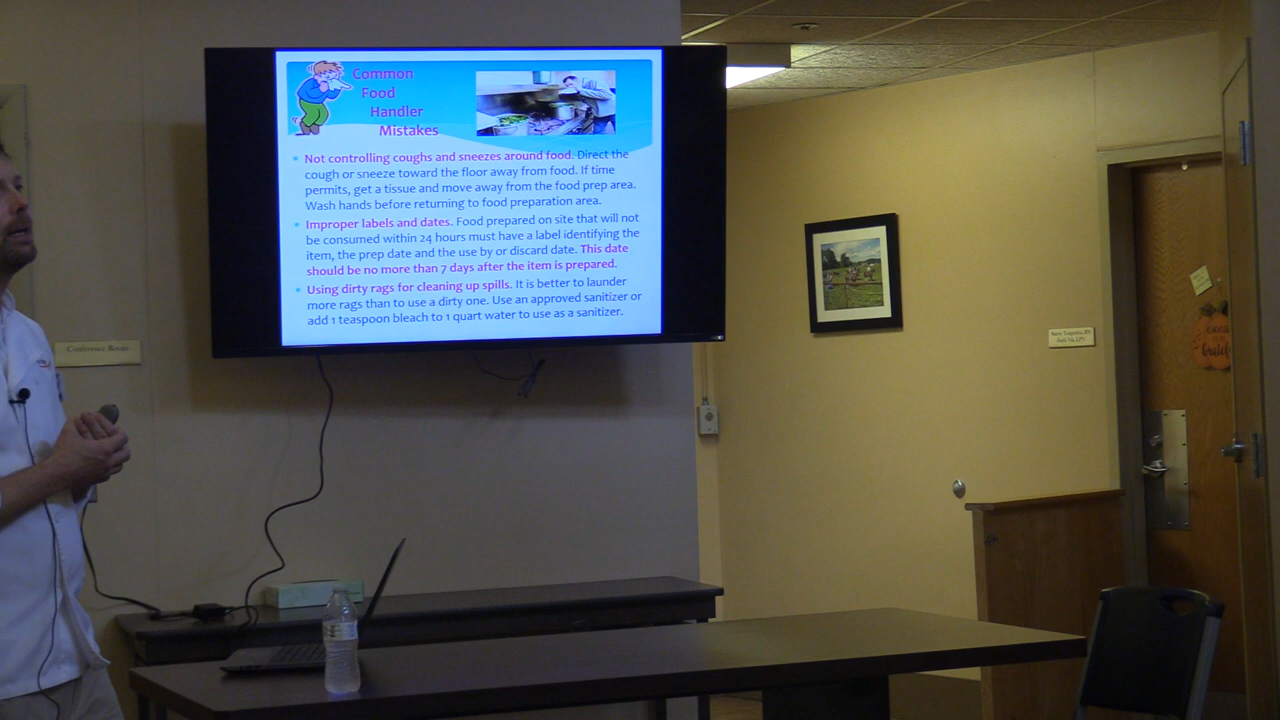 Common
Food
Handler
Mistakes
Not controlling coughs and sneezes around food. Direct the
cough or sneeze toward the floor away from food. If time
permits, get a tissue and move away from the food prep area.
Wash hands before returning to food preparation area.
Improper labels and dates. Food prepared on site that will not
be consumed within 24 hours must have a label identifying the
item, the prep date and the use by or discard date. This date
should be no more than 7 days after the item is prepared.
Using dirty rags for cleaning up spills. It is better to launder
more rags than to use a dirty one. Use an approved sanitizer or
add 1 teaspoon bleach to 1 quart water to use as a sanitizer.
Conference Room